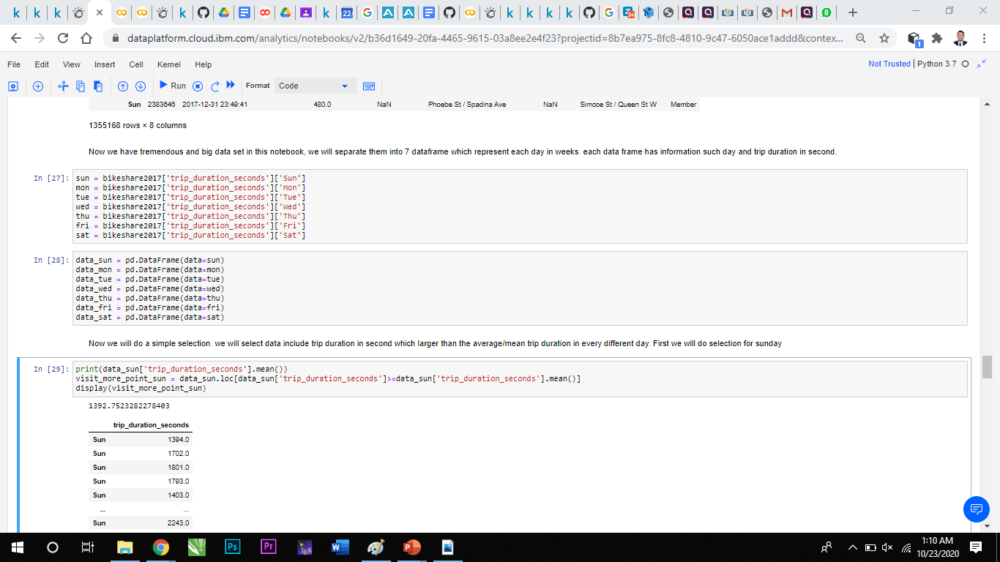 dataplatform.cloud.ibm.com/analytics/notebooks/v2/b36d1649-20fa-4465-9615-03a8ee2e4f23?projectid=8b7ea975-8fc8-4810-9c47-6050ace1addd&contex...
File Edit View Insert Cell Kernel Help
Not Trusted | Python 3.7
Run Format Code
Sun 2383646 2017-12-31 23:49:41 480.0 NaN Phoebe St / Spadina Ave NaN Simcoe St / Queen St W Member
1355168 rows × 8 columns
Now we have tremendous and big data set in this notebook, we will separate them into 7 dataframe which represent each day in weeks. each data frame has information such day and trip duration in second.
In [27]:
sun = bikeshare2017['trip_duration_seconds']['Sun']
mon = bikeshare2017['trip_duration_seconds']['Mon']
tue = bikeshare2017['trip_duration_seconds']['Tue']
wed = bikeshare2017['trip_duration_seconds']['Wed']
thu = bikeshare2017['trip_duration_seconds']['Thu']
fri = bikeshare2017['trip_duration_seconds']['Fri']
sat = bikeshare2017['trip_duration_seconds']['Sat']
In [28]:
data_sun = pd.DataFrame(data=sun)
data_mon = pd.DataFrame(data=mon)
data_tue = pd.DataFrame(data=tue)
data_wed = pd.DataFrame(data=wed)
data_thu = pd.DataFrame(data=thu)
data_fri = pd.DataFrame(data=fri)
data_sat = pd.DataFrame(data=sat)
Now we will do a simple selection. we will select data include trip duration in second which larger than the average/mean trip duration in every different day. First we will do selection for sunday
In [29]:
print(data_sun['trip_duration_seconds'].mean())
visit_more_point_sun = data_sun.loc[data_sun['trip_duration_seconds']>=data_sun['trip_duration_seconds'].mean()]
display(visit_more_point_sun)
1392.7523282278403
trip_duration_seconds
Sun 1394.0
Sun 1702.0
Sun 1801.0
Sun 1793.0
Sun 1403.0
... ...
Sun 2243.0
1:10 AM
10/23/2020